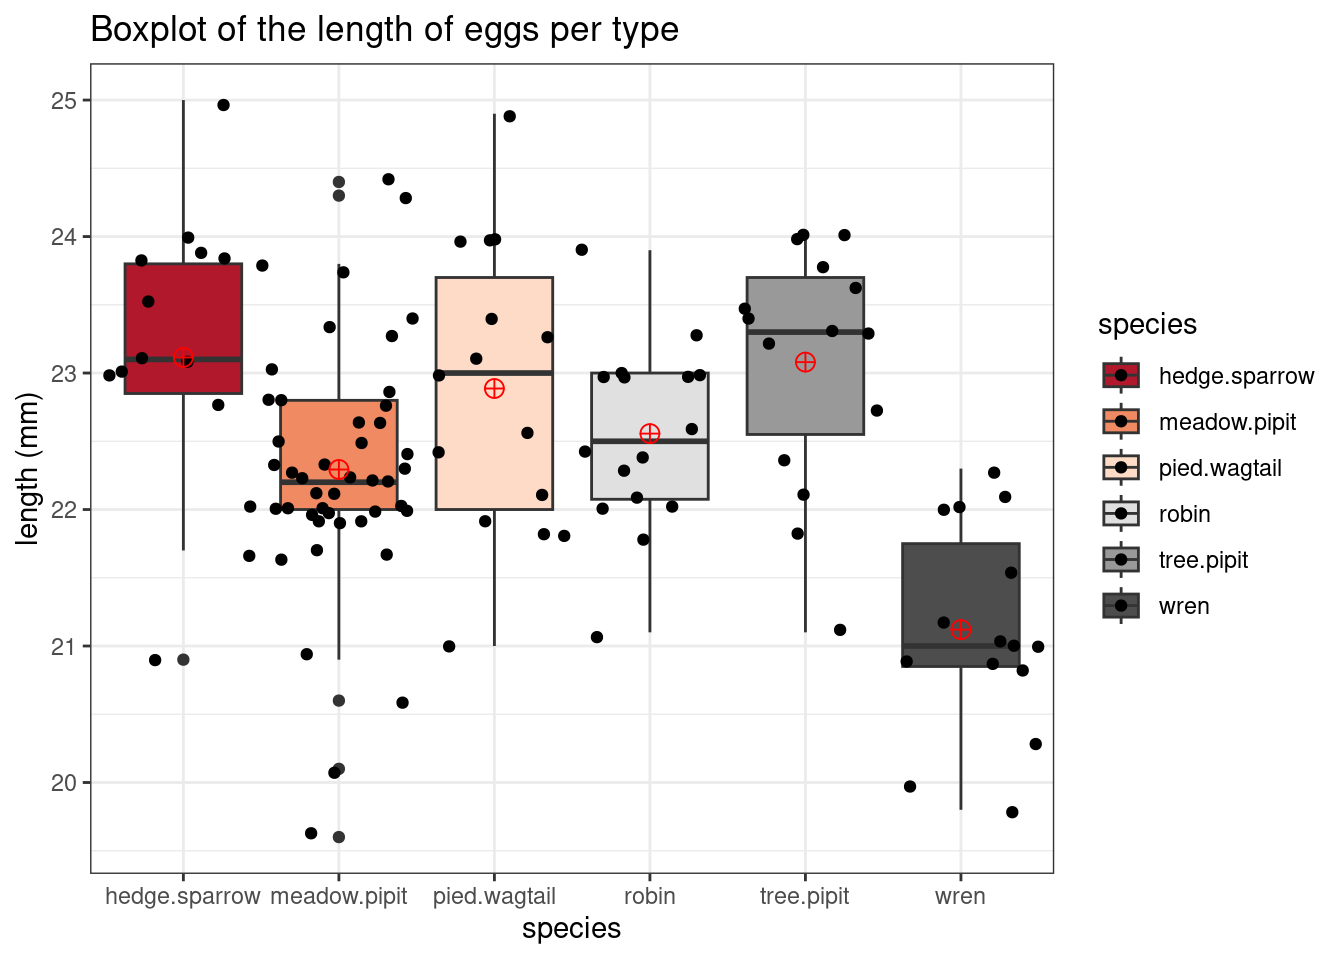 Boxplot of the length of eggs per type
25
24
23
22
21
20
length (mm)
hedge.sparrow meadow.pipit pied.wagtail robin tree.pipit wren
species
species
hedge.sparrow
meadow.pipit
pied.wagtail
robin
tree.pipit
wren